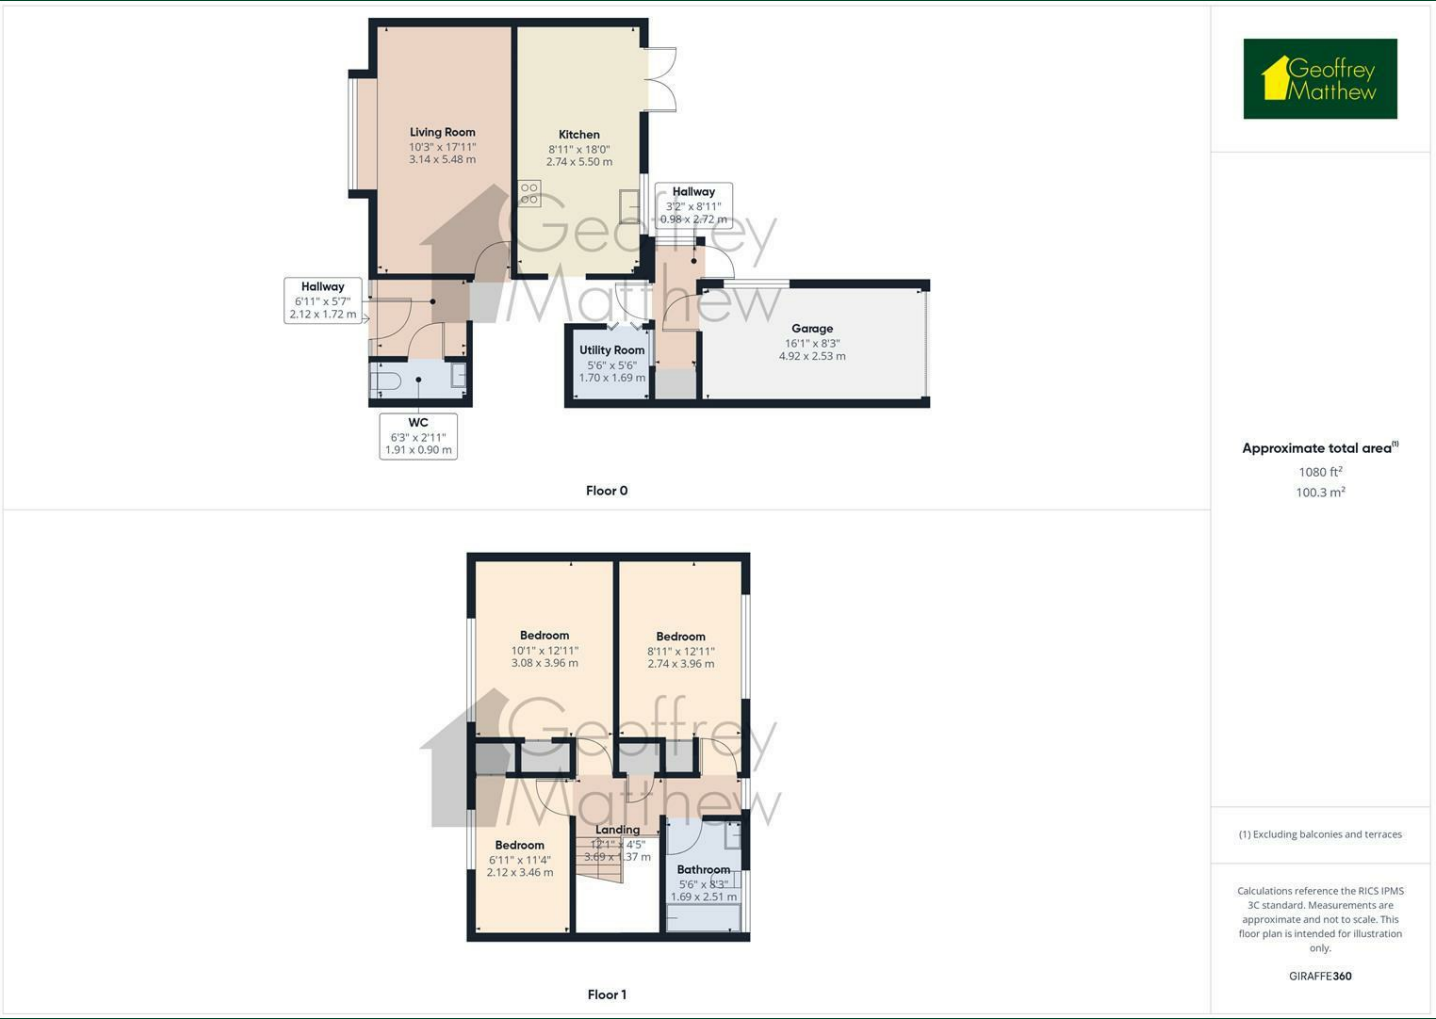 Living Room
10'3" x 17'11"
3.14 x 5.48 m
Kitchen
8'11" x 18'0"
2.74 x 5.50 m
Hallway
3'2" x 8'11"
0.98 x 2.72 m
Hallway
6'11" x 5'7"
2.12 x 1.72 m
Utility Room
5'6" x 5'6"
1.70 x 1.69 m
Garage
16'1" x 8'3"
4.92 x 2.53 m
WC
6'3" x 2'11"
1.91 x 0.90 m
Geoffrey
Matthew
Floor 0
Bedroom
10'1" x 12'11"
3.08 x 3.96 m
Bedroom
8'11" x 12'11"
2.74 x 3.96 m
Bedroom
6'11" x 11'4"
2.12 x 3.46 m
Landing
12'1" x 4'5"
3.69 x 1.37 m
Bathroom
5'6" x 8'3"
1.69 x 2.51 m
Geoffrey
Matthew
Floor 1
Geoffrey
Matthew
Approximate total area(1)
1080 ft²
100.3 m²
(1) Excluding balconies and terraces
Calculations reference the RICS IPMS
3C standard. Measurements are
approximate and not to scale. This
floor plan is intended for illustration
only.
GIRAFFE360